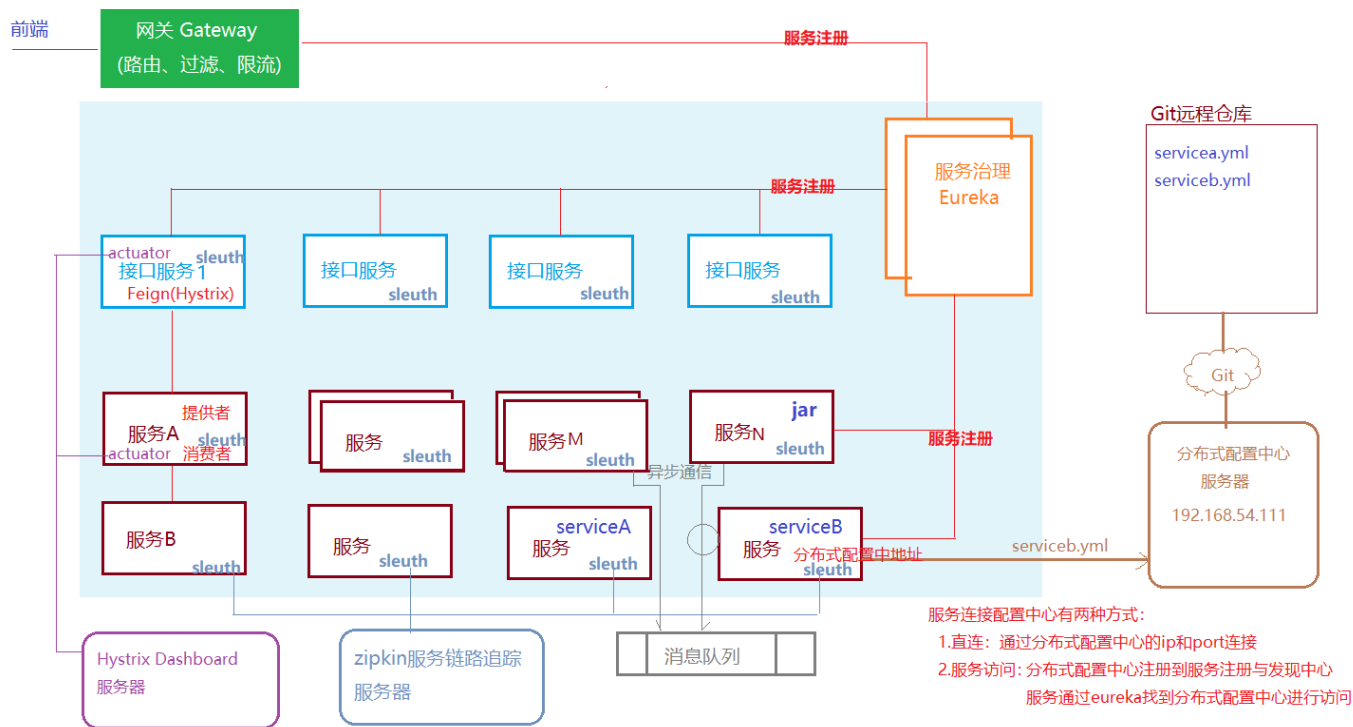 前端
网关 Gateway
(路由、过滤、限流)
服务注册
Git远程仓库
servicea.yml
serviceb.yml
服务治理
Eureka
服务注册
actuator
sleuth
接口服务1
Feign(Hystrix)
接口服务
sleuth
接口服务
sleuth
接口服务
sleuth
Git
提供者
服务A
sleuth
actuator
消费者
服务
sleuth
服务M
sleuth
jar
服务N
sleuth
服务注册
异步通信
分布式配置中心
服务器
192.168.54.111
服务B
sleuth
服务
sleuth
serviceA
服务
sleuth
serviceB
服务
分布式配置中地址
sleuth
serviceb.yml
Hystrix Dashboard
服务器
zipkin服务链路追踪
服务器
消息队列
服务连接配置中心有两种方式：
1.直连：通过分布式配置中心的ip和port连接
2.服务访问：分布式配置中心注册到服务注册与发现中心
服务通过eureka找到分布式配置中心进行访问